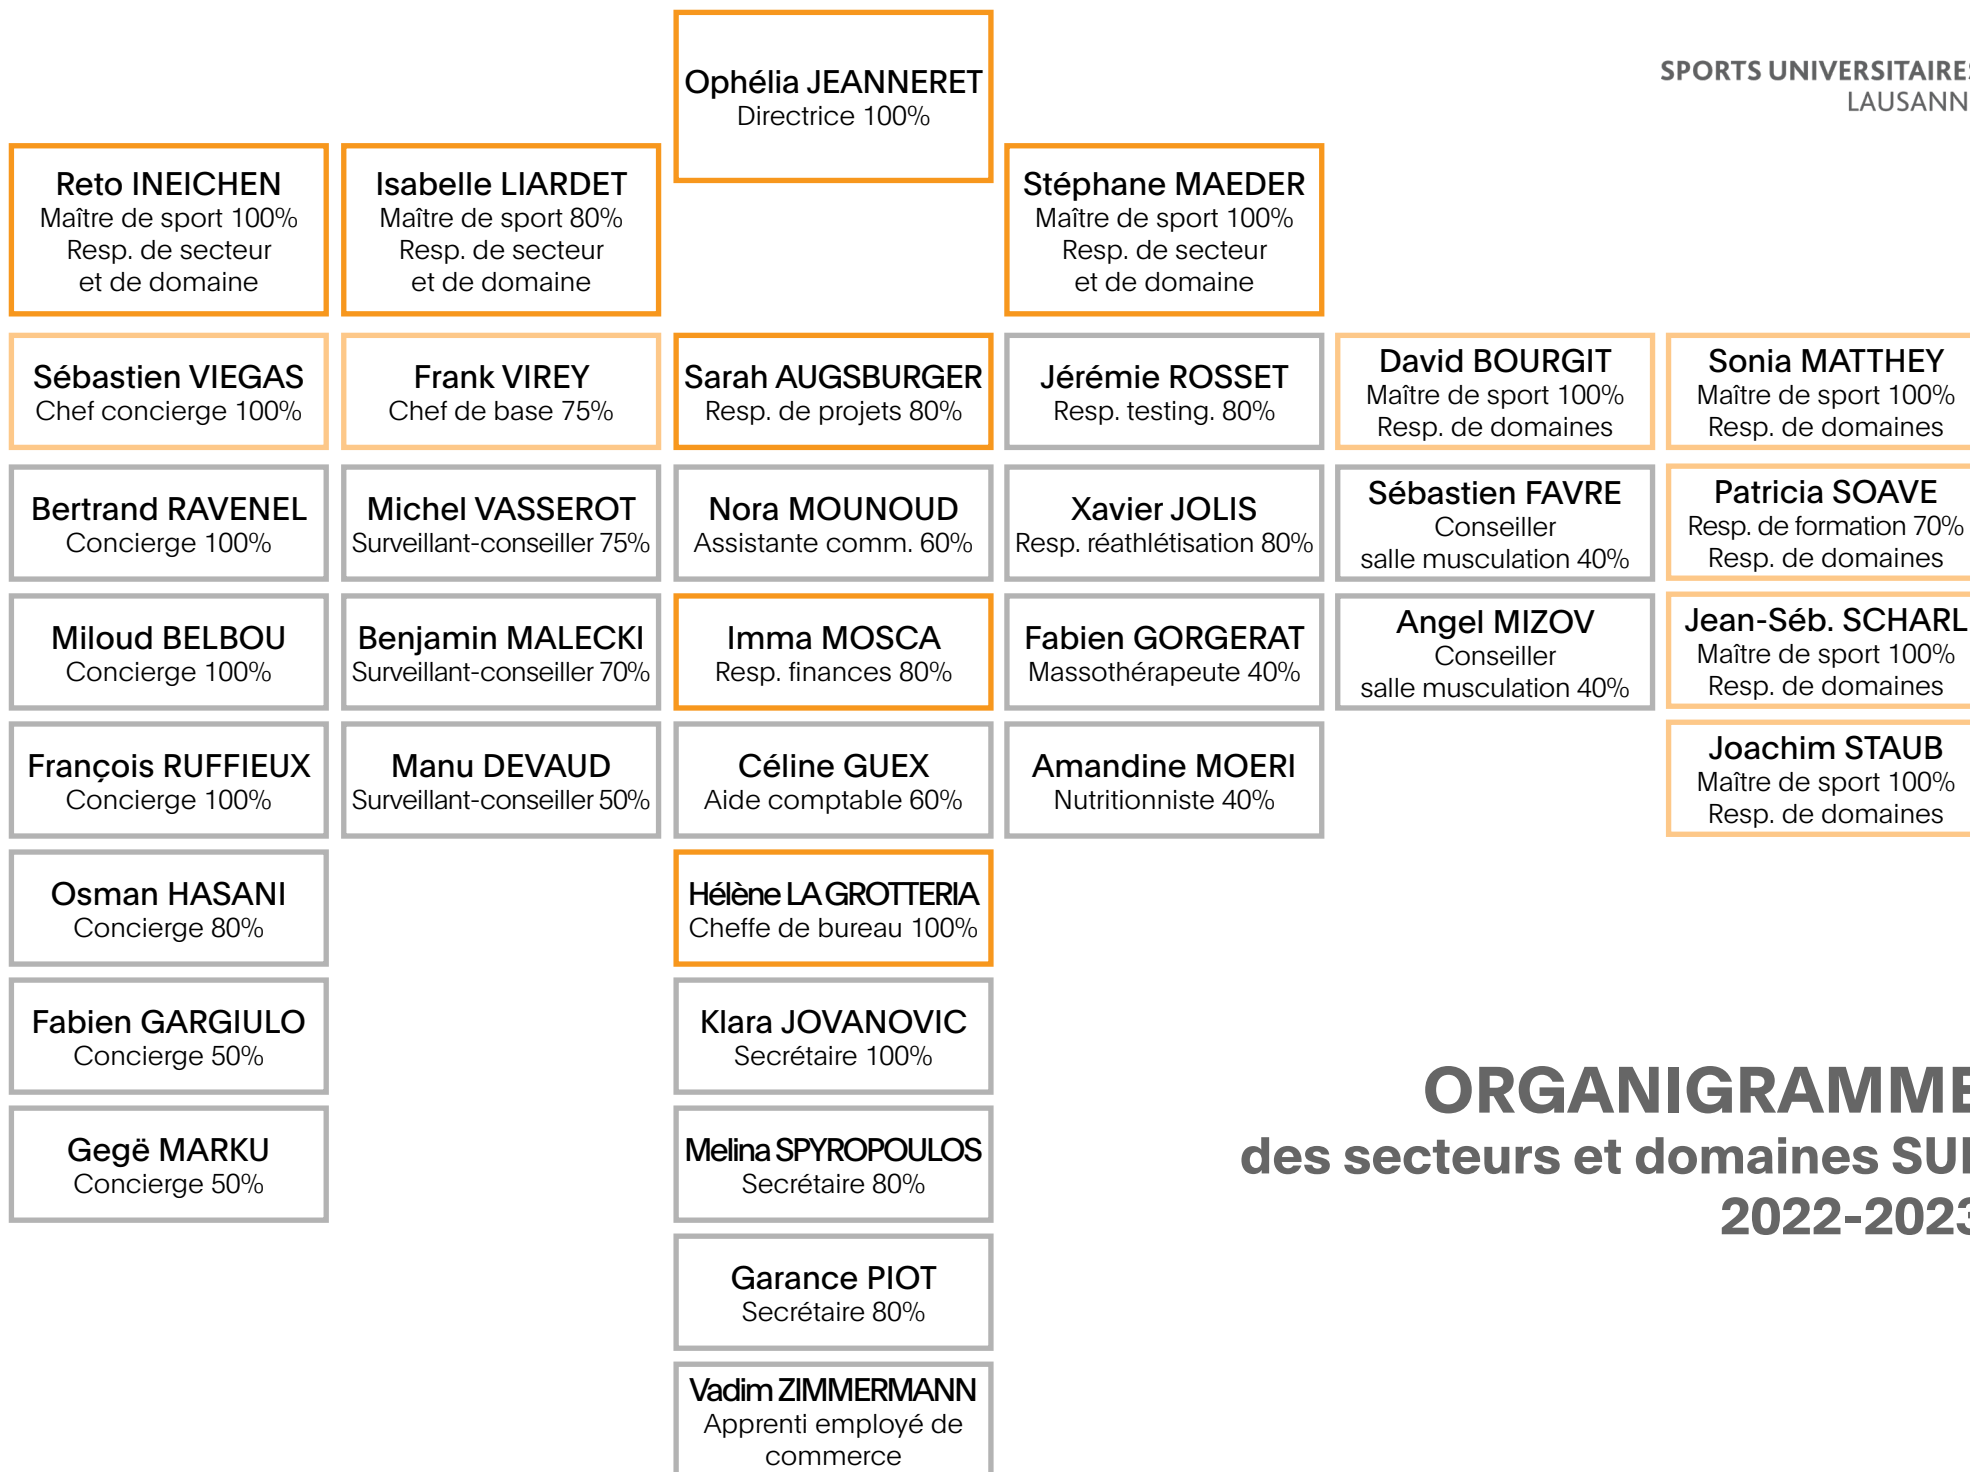 Ophélia JEANNERET
Directrice 100%
SPORTS UNIVERSITAIRES
LAUSANN
Reto INEICHEN
Maître de sport 100%
Resp. de secteur
et de domaine
Isabelle LIARDET
Maître de sport 80%
Resp. de secteur
et de domaine
Stéphane MAEDER
Maître de sport 100%
Resp. de secteur
et de domaine
Sébastien VIEGAS
Chef concierge 100%
Frank VIREY
Chef de base 75%
Sarah AUGSBURGER
Resp. de projets 80%
Jérémie ROSSET
Resp. testing. 80%
David BOURGIT
Maître de sport 100%
Resp. de domaines
Sonia MATTHEY
Maître de sport 100%
Resp. de domaines
Bertrand RAVENEL
Concierge 100%
Michel VASSEROT
Surveillant-conseiller 75%
Nora MOUNOUD
Assistante comm. 60%
Xavier JOLIS
Resp. réathlétisation 80%
Sébastien FAVRE
Conseiller
salle musculation 40%
Patricia SOAVE
Resp. de formation 70%
Resp. de domaines
Miloud BELBOU
Concierge 100%
Benjamin MALECKI
Surveillant-conseiller 70%
Imma MOSCA
Resp. finances 80%
Fabien GORGERAT
Massothérapeute 40%
Angel MIZOV
Conseiller
salle musculation 40%
Jean-Séb. SCHARL
Maître de sport 100%
Resp. de domaines
François RUFFIEUX
Concierge 100%
Manu DEVAUD
Surveillant-conseiller 50%
Céline GUEX
Aide comptable 60%
Amandine MOERI
Nutritionniste 40%
Joachim STAUB
Maître de sport 100%
Resp. de domaines
Osman HASANI
Concierge 80%
Hélène LA GROTTERIA
Cheffe de bureau 100%
Fabien GARGIULO
Concierge 50%
Klara JOVANOVIC
Secrétaire 100%
Gegë MARKU
Concierge 50%
Melina SPYROPOULOS
Secrétaire 80%
Garance PIOT
Secrétaire 80%
Vadim ZIMMERMANN
Apprenti employé de
commerce
ORGANIGRAMME
des secteurs et domaines SUL
2022-2023